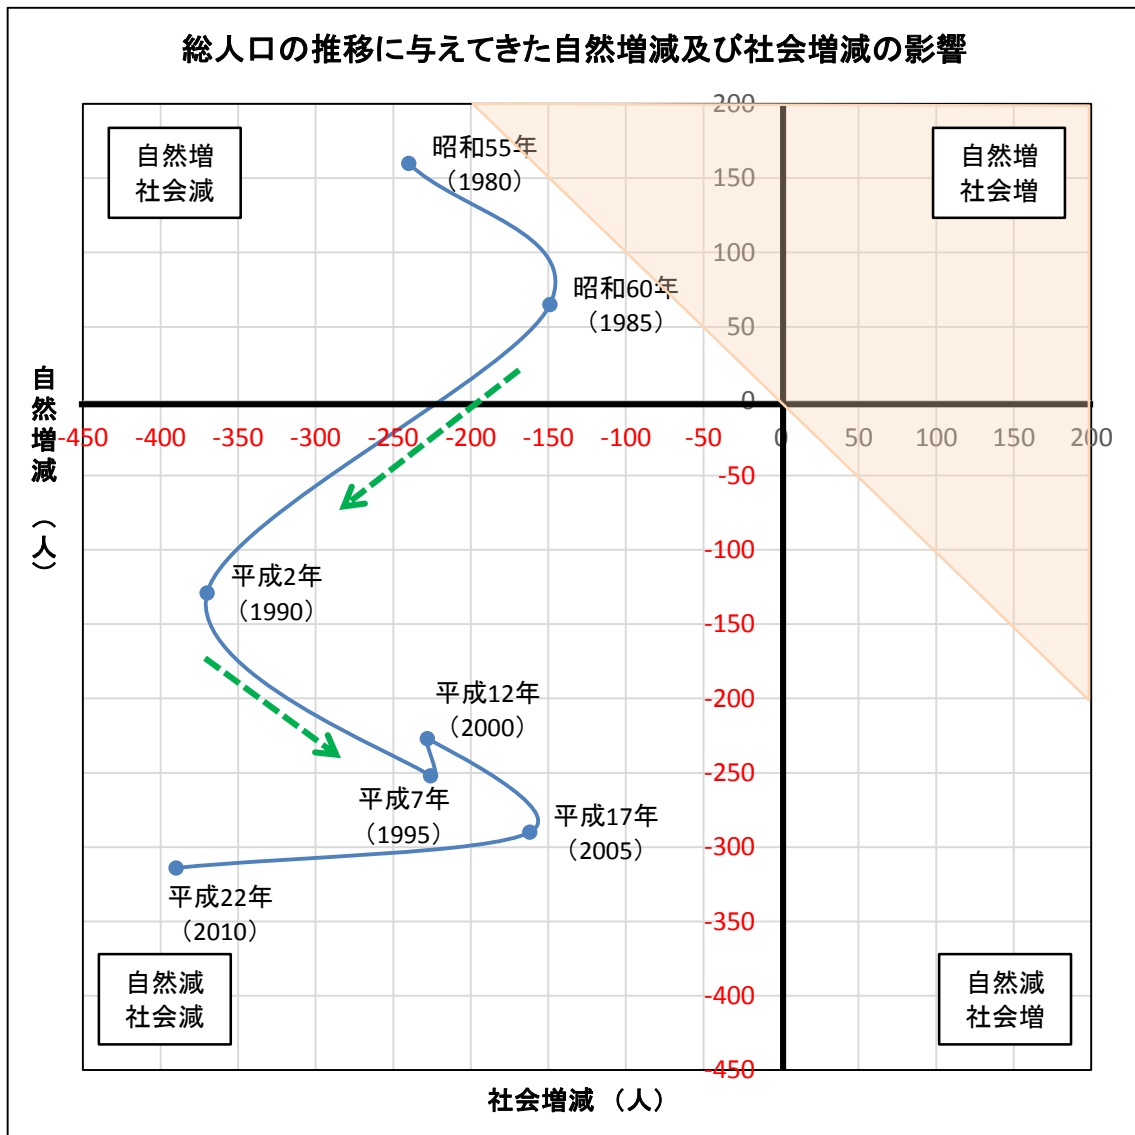 総人口の推移に与えてきた自然増減及び社会増減の影響
自然増
社会減
自然増
社会増
昭和55年
（1980）
昭和60年
（1985）
平成2年
（1990）
平成12年
（2000）
平成7年
（1995）
平成17年
（2005）
平成22年
（2010）
自然減
社会減
自然減
社会増
200
150
100
50
0
-50
-100
-150
-200
-250
-300
-350
-400
-450
-450 -400 -350 -300 -250 -200 -150 -100 -50 0 50 100 150 200
自然増減（人）
社会増減 （人）